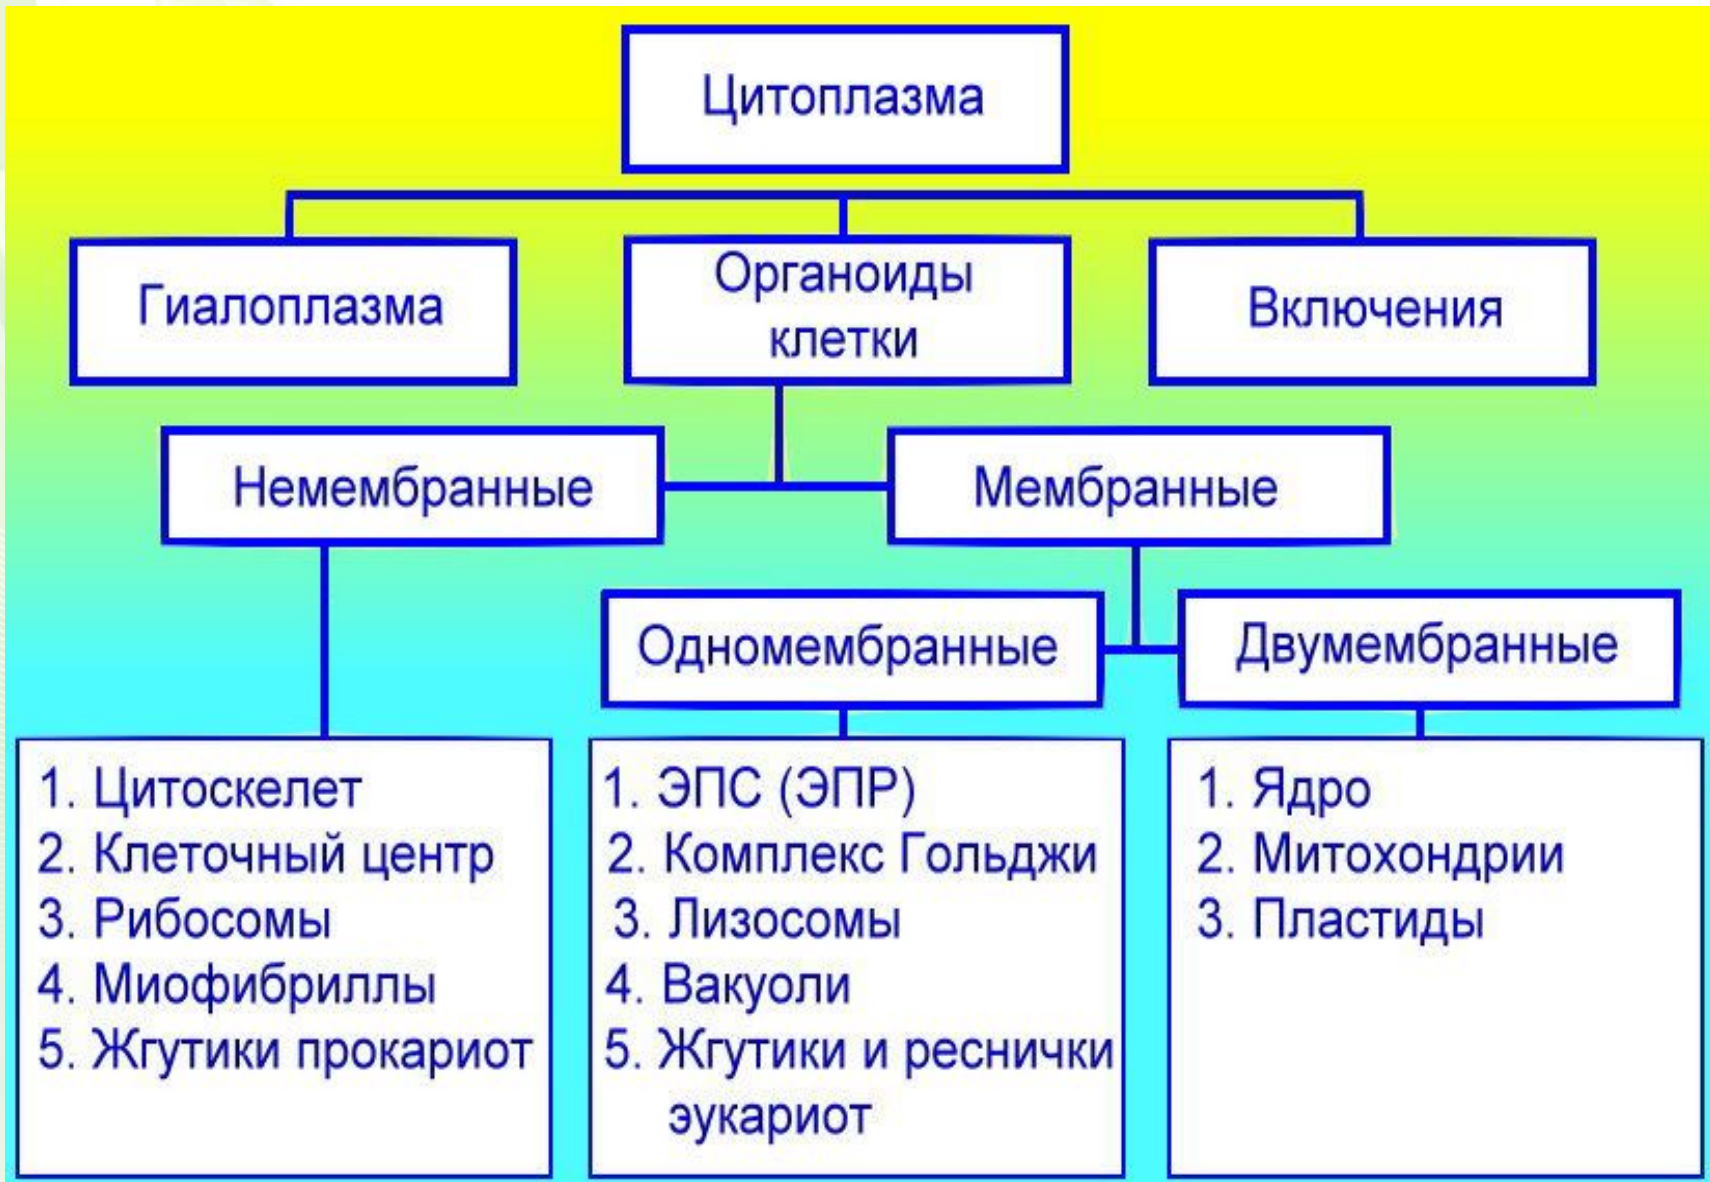 Цитоплазма
Гиалоплазма
Органоиды
клетки
Включения
Немембранные
Мембранные
Одномембранные
Двумембранные
1. Цитоскелет
2. Клеточный центр
3. Рибосомы
4. Миофибриллы
5. Жгутики прокариот
1. ЭПС (ЭПР)
2. Комплекс Гольджи
3. Лизосомы
4. Вакуоли
5. Жгутики и реснички
эукариот
1. Ядро
2. Митохондрии
3. Пластиды